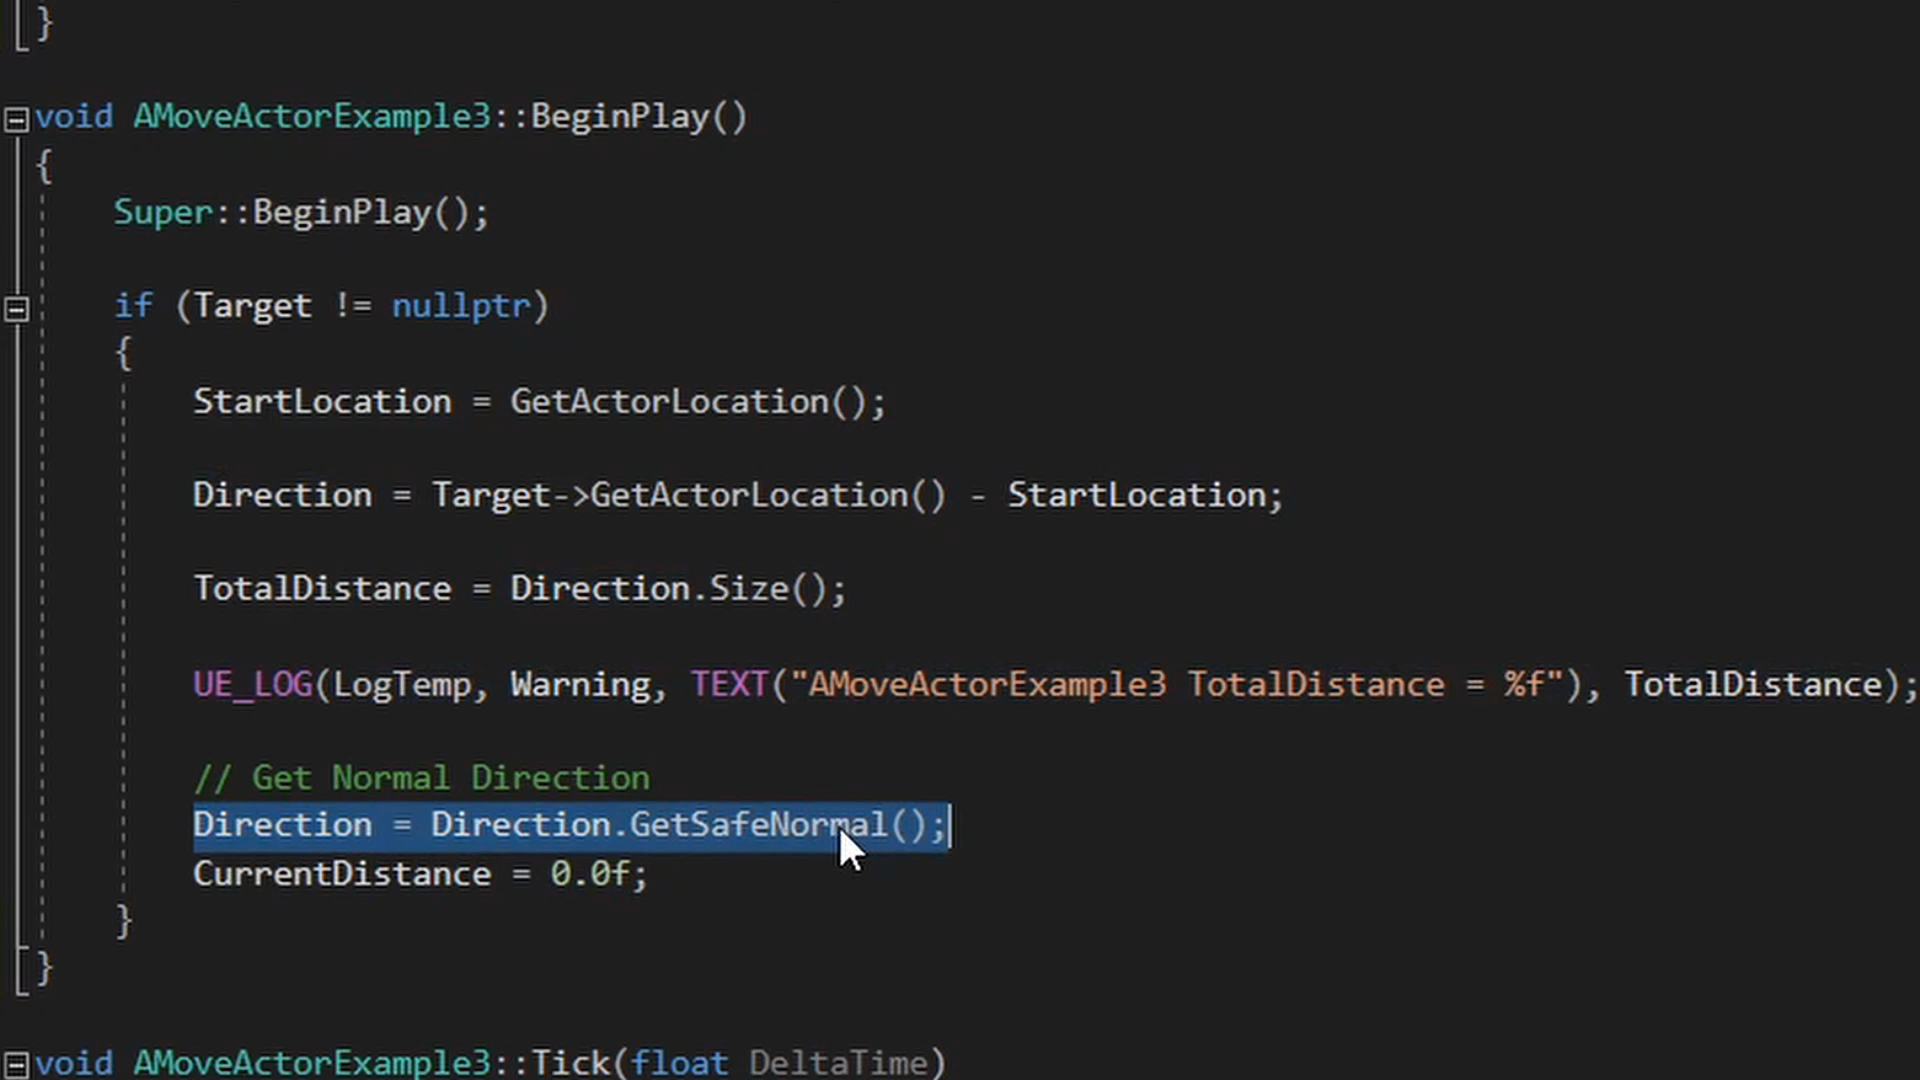 }
void AMoveActorExample3::BeginPlay()
{
Super::BeginPlay();
if (Target != nullptr)
{
StartLocation = GetActorLocation();
Direction = Target->GetActorLocation() - StartLocation;
TotalDistance = Direction.Size();
UE_LOG(LogTemp, Warning, TEXT("AMoveActorExample3 TotalDistance = %f"), TotalDistance);
// Get Normal Direction
Direction = Direction.GetSafeNormal();
CurrentDistance = 0.0f;
}
}
void AMoveActorExample3::Tick(float DeltaTime)